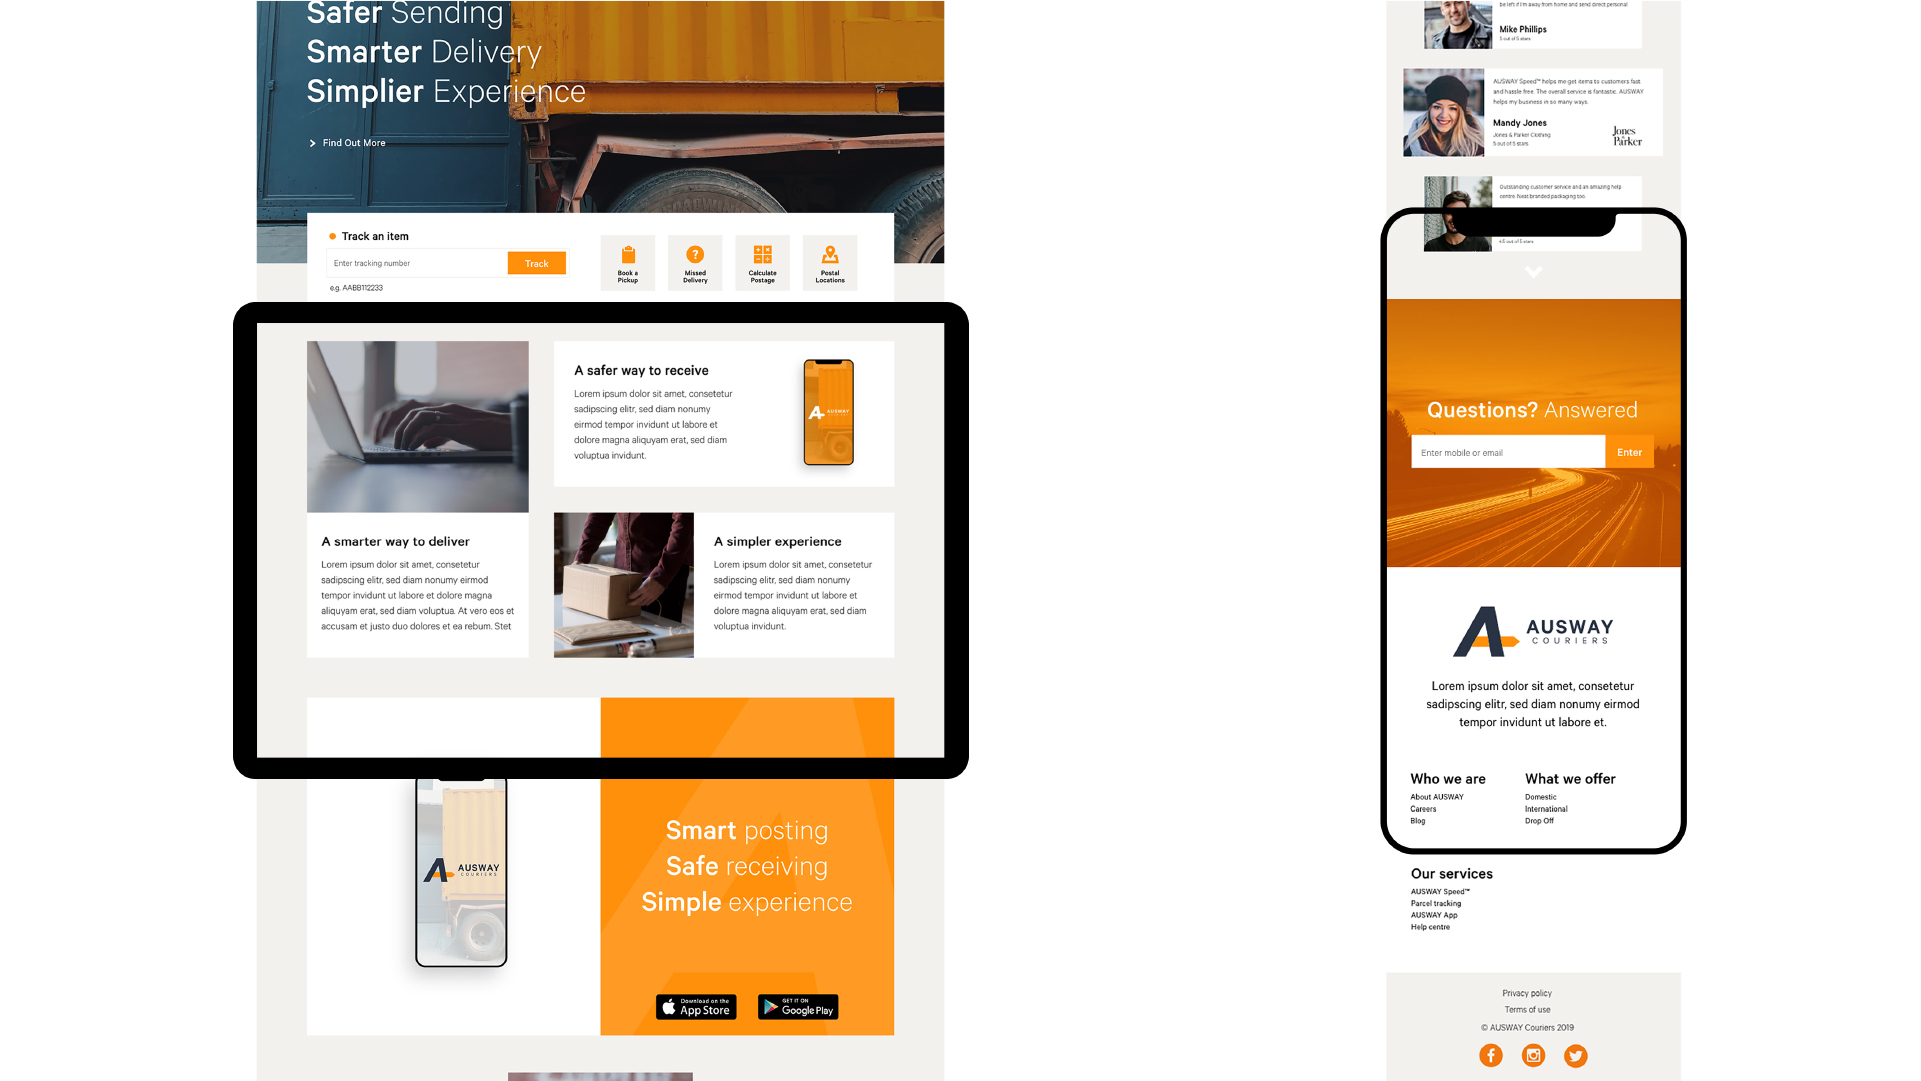 Safer Sending
Smarter Delivery
Simplier Experience
Find Out More
Track an item
Enter tracking number
Track
e.g. AABB112233
Book a
Pickup
Missed
Delivery
Calculate
Postage
Postal
Locations
A safer way to receive
Lorem ipsum dolor sit amet, consetetur
sadipscing elitr, sed diam nonumy
eirmod tempor invidunt ut labore et
dolore magna aliquyam erat, sed diam
voluptua invidunt.
AUSWAY
A smarter way to deliver
Lorem ipsum dolor sit amet, consetetur
sadipscing elitr, sed diam nonumy eirmod
tempor invidunt ut labore et dolore magna
aliquyam erat, sed diam voluptua. At vero eos et
accusam et justo duo dolores et ea rebum. Stet
A simpler experience
Lorem ipsum dolor sit amet, consetetur
sadipscing elitr, sed diam nonumy
eirmod tempor invidunt ut labore et
dolore magna aliquyam erat, sed diam
voluptua invidunt.
AUSWAY
COURIERS
Smart posting
Safe receiving
Simple experience
Download on the
App Store
GET IT ON
Google Play
be left if I'm away from home and send direct personal
Mike Phillips
5 out of 5 stars
AUSWAY Speed™ helps me get items to customers fast
and hassle free. The overall service is fantastic. AUSWAY
helps my business in so many ways.
Mandy Jones
Jones & Parker Clothing
5 out of 5 stars
Jones
& Parker
Outstanding customer service and an amazing help
centre. Neat branded packaging too.
4.5 out of 5 stars
Questions? Answered
Enter mobile or email
Enter
AUSWAY
COURIERS
Lorem ipsum dolor sit amet, consetetur
sadipscing elitr, sed diam nonumy eirmod
tempor invidunt ut labore et.
Who we are
About AUSWAY
Careers
Blog
What we offer
Domestic
International
Drop Off
Our services
AUSWAY Speed™
Parcel tracking
AUSWAY App
Help centre
Privacy policy
Terms of use
© AUSWAY Couriers 2019